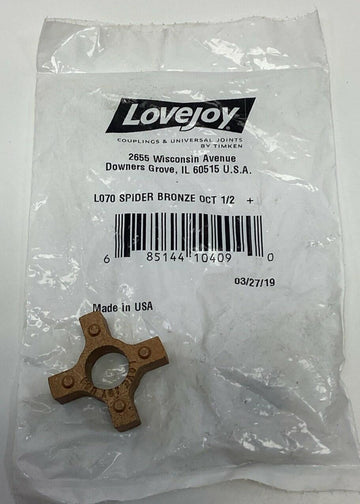 Lovejoy
COUPLINGS & UNIVERSAL JOINTS
BY TIMKEN
2655 Wisconsin Avenue
Downers Grove, IL 60515 U.S.A.
L070 SPIDER BRONZE OCT 1/2 +
6 85144 10409 0
03/27/19
Made in USA